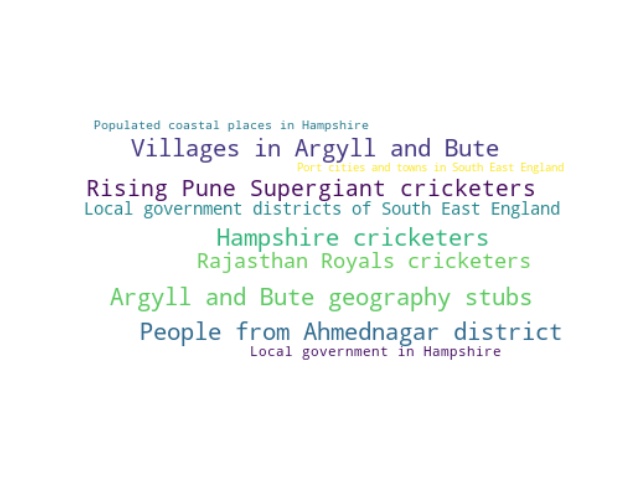 Populated coastal places in Hampshire
Villages in Argyll and Bute
Port cities and towns in South East England
Rising Pune Supergiant cricketers
Local government districts of South East England
Hampshire cricketers
Rajasthan Royals cricketers
Argyll and Bute geography stubs
People from Ahmednagar district
Local government in Hampshire